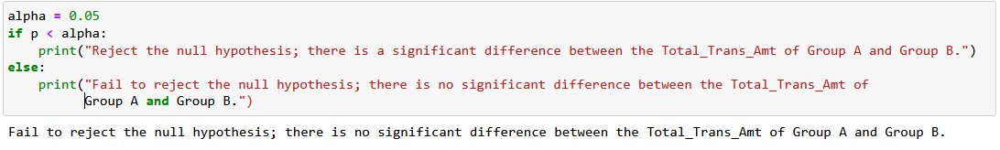 alpha = 0.05
if p < alpha:
    print("Reject the null hypothesis; there is a significant difference between the Total_Trans_Amt of Group A and Group B.")
else:
    print("Fail to reject the null hypothesis; there is no significant difference between the Total_Trans_Amt of
          Group A and Group B.")
Fail to reject the null hypothesis; there is no significant difference between the Total_Trans_Amt of Group A and Group B.